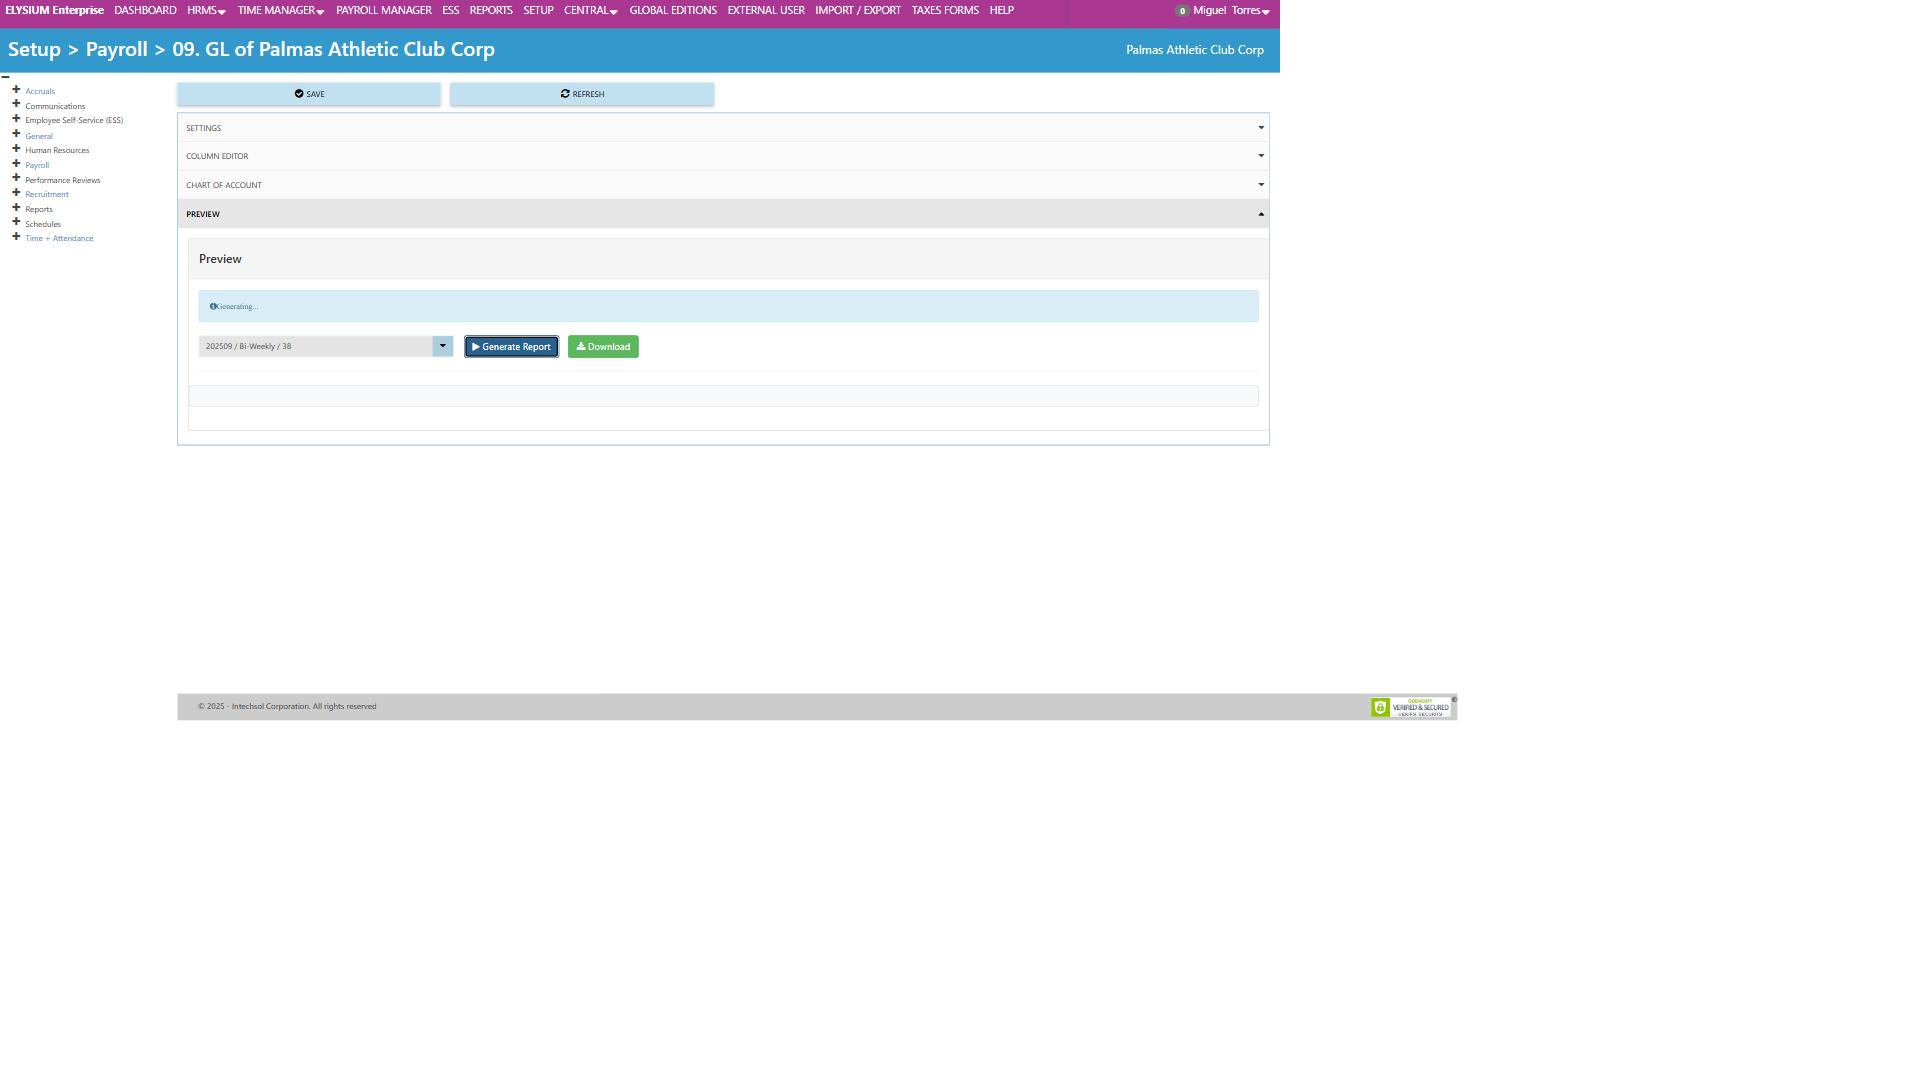 ELYSIUM Enterprise DASHBOARD HRMS TIME MANAGER PAYROLL MANAGER ESS REPORTS SETUP CENTRAL GLOBAL EDITIONS EXTERNAL USER IMPORT / EXPORT TAXES FORMS HELP 0 Miguel Torres
Setup > Payroll > 09. GL of Palmas Athletic Club Corp
Palmas Athletic Club Corp
Accruals
Communications
Employee Self-Service (ESS)
General
Human Resources
Payroll
Performance Reviews
Recruitment
Reports
Schedules
Time + Attendance
SAVE
REFRESH
SETTINGS
COLUMN EDITOR
CHART OF ACCOUNT
PREVIEW
Preview
Generating...
202509 / Bi-Weekly / 38
Generate Report
Download
© 2025 - Intechsol Corporation. All rights reserved
GODADDY
VERIFIED & SECURED
VERIFY SECURITY